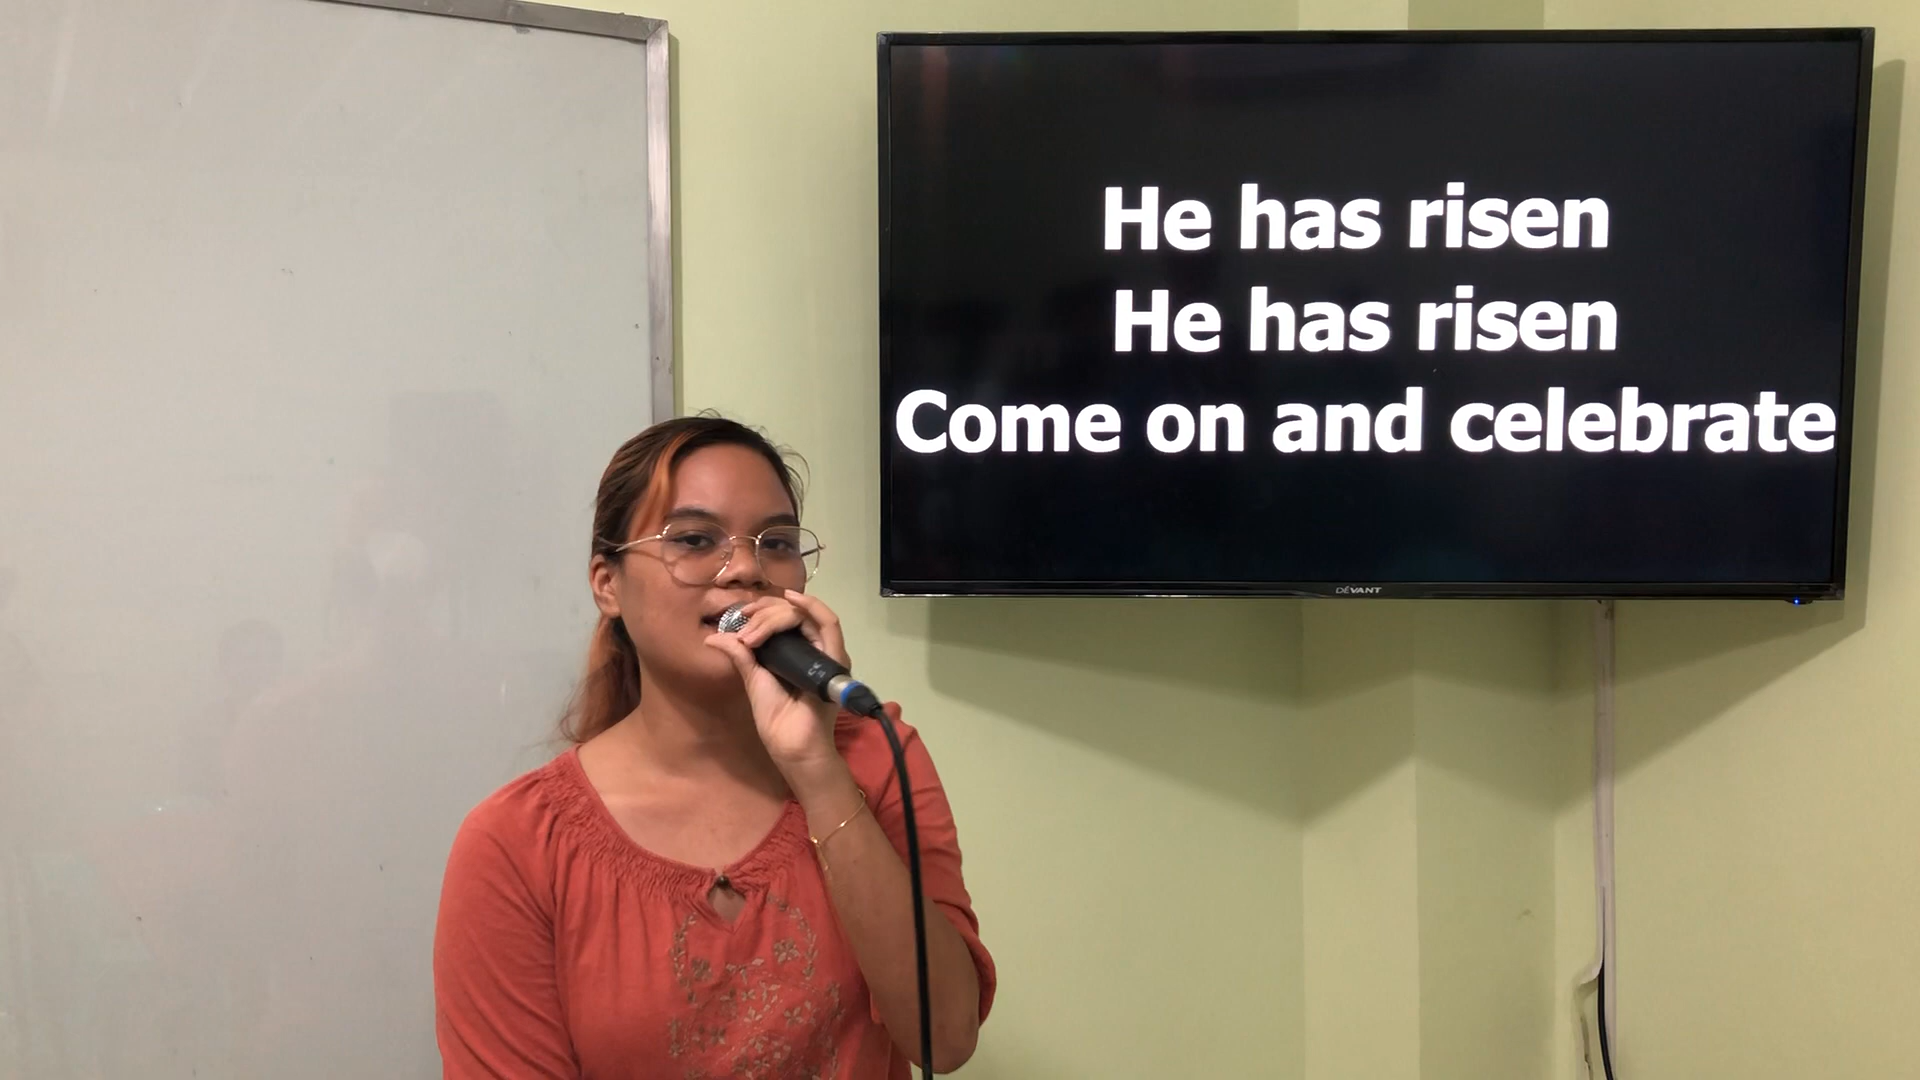 He has risen
He has risen
Come on and celebrate
DEVANT